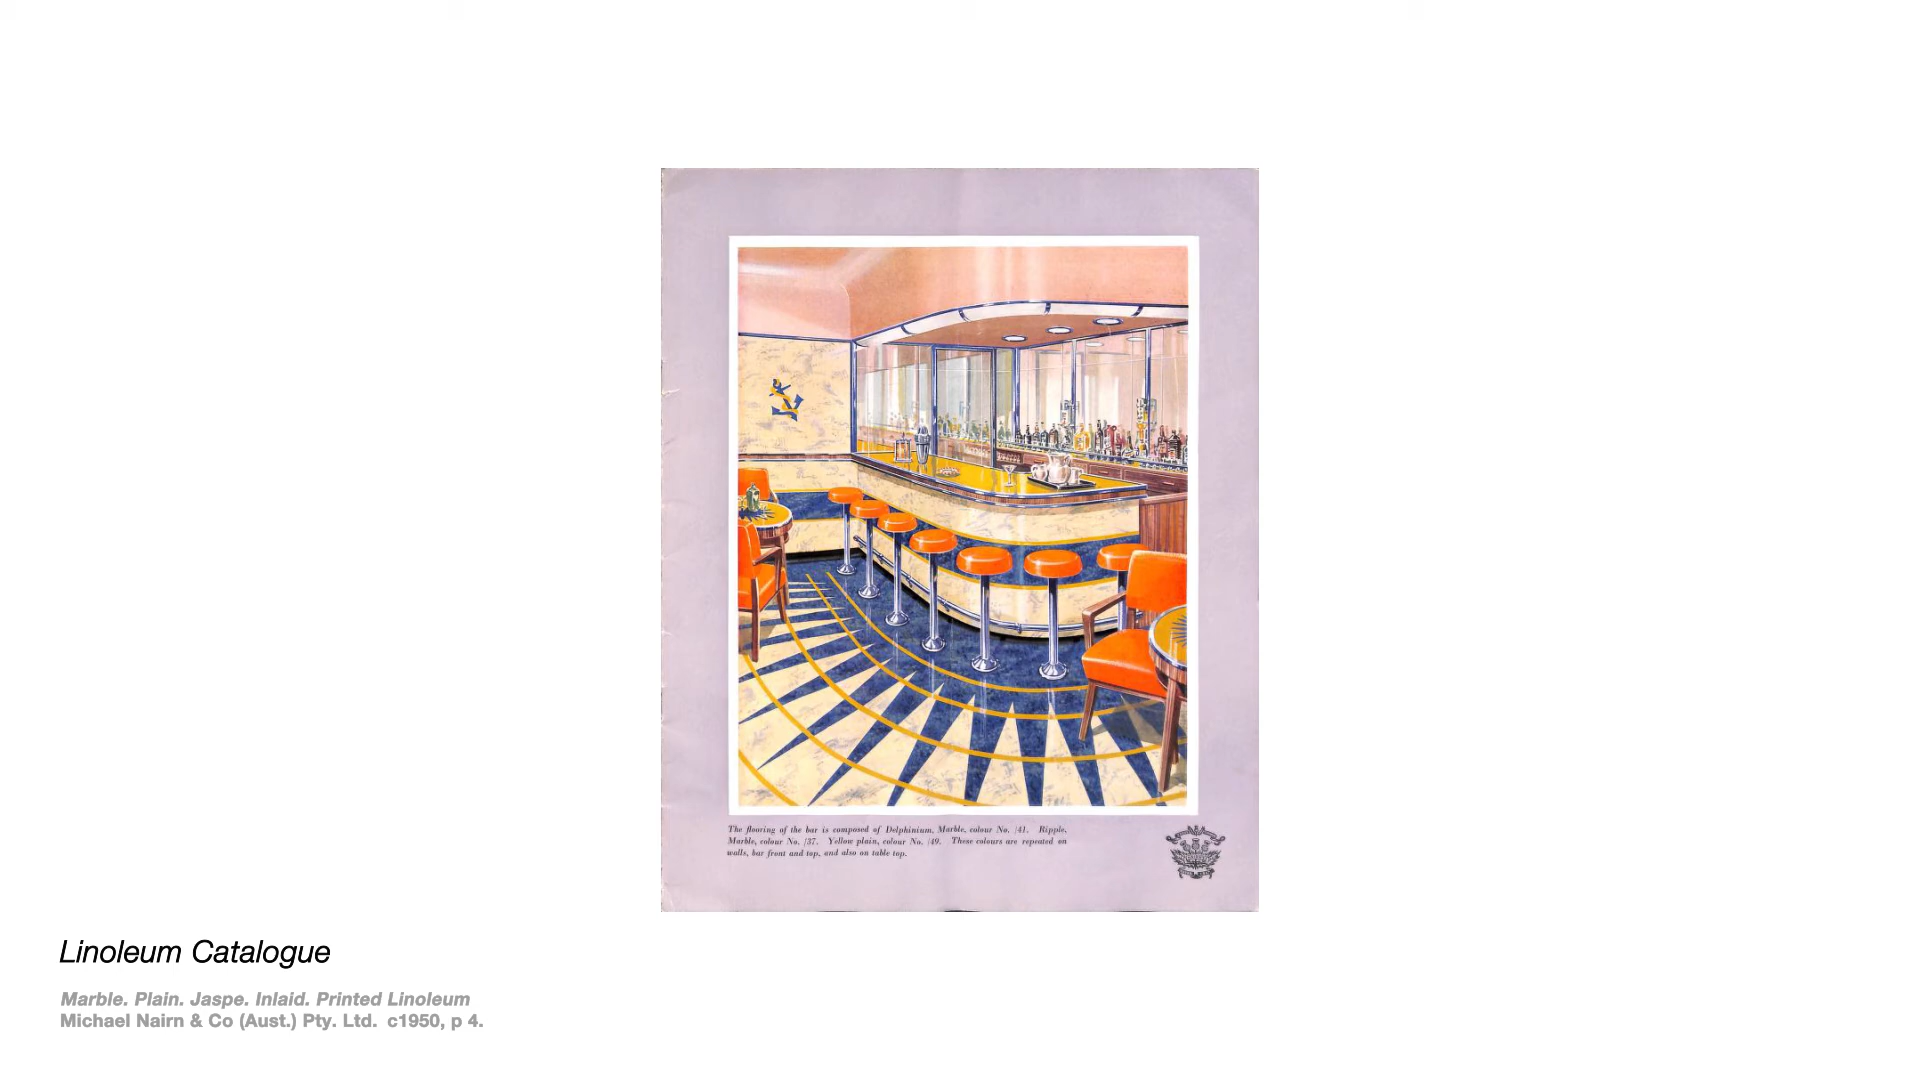 The flooring of the bar is composed of Delphinium, Marble, colour No. /41. Ripple,
Marble, colour No. /37. Yellow plain, colour No. /49. These colours are repeated on
walls, bar front and top, and also on table top.
Linoleum Catalogue
Marble. Plain. Jaspe. Inlaid. Printed Linoleum
Michael Nairn & Co (Aust.) Pty. Ltd. c1950, p 4.